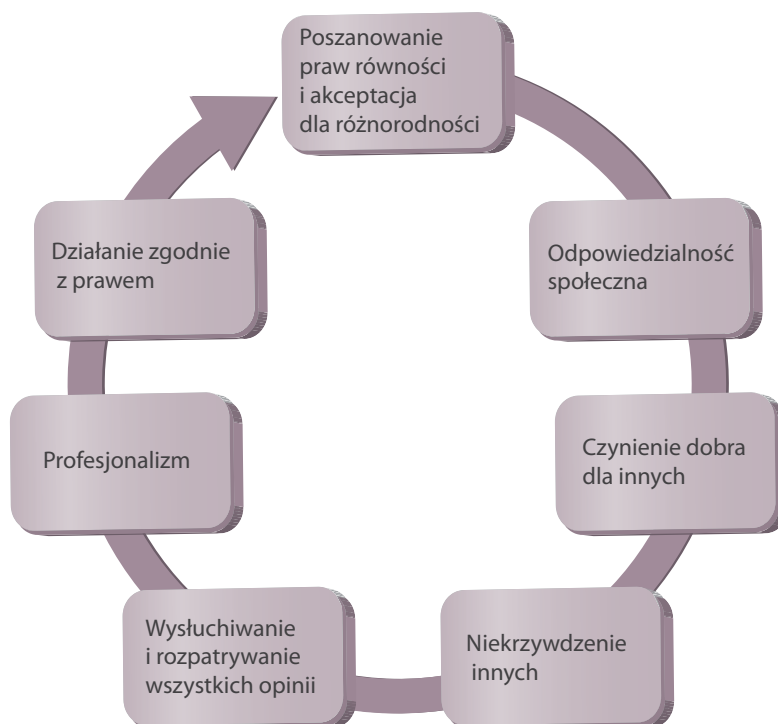 Poszanowanie
praw równości
i akceptacja
dla różnorodności
Odpowiedzialność
społeczna
Czynienie dobra
dla innych
Niekrzywdzenie
innych
Wysłuchiwanie
i rozpatrywanie
wszystkich opinii
Profesjonalizm
Działanie zgodnie
z prawem